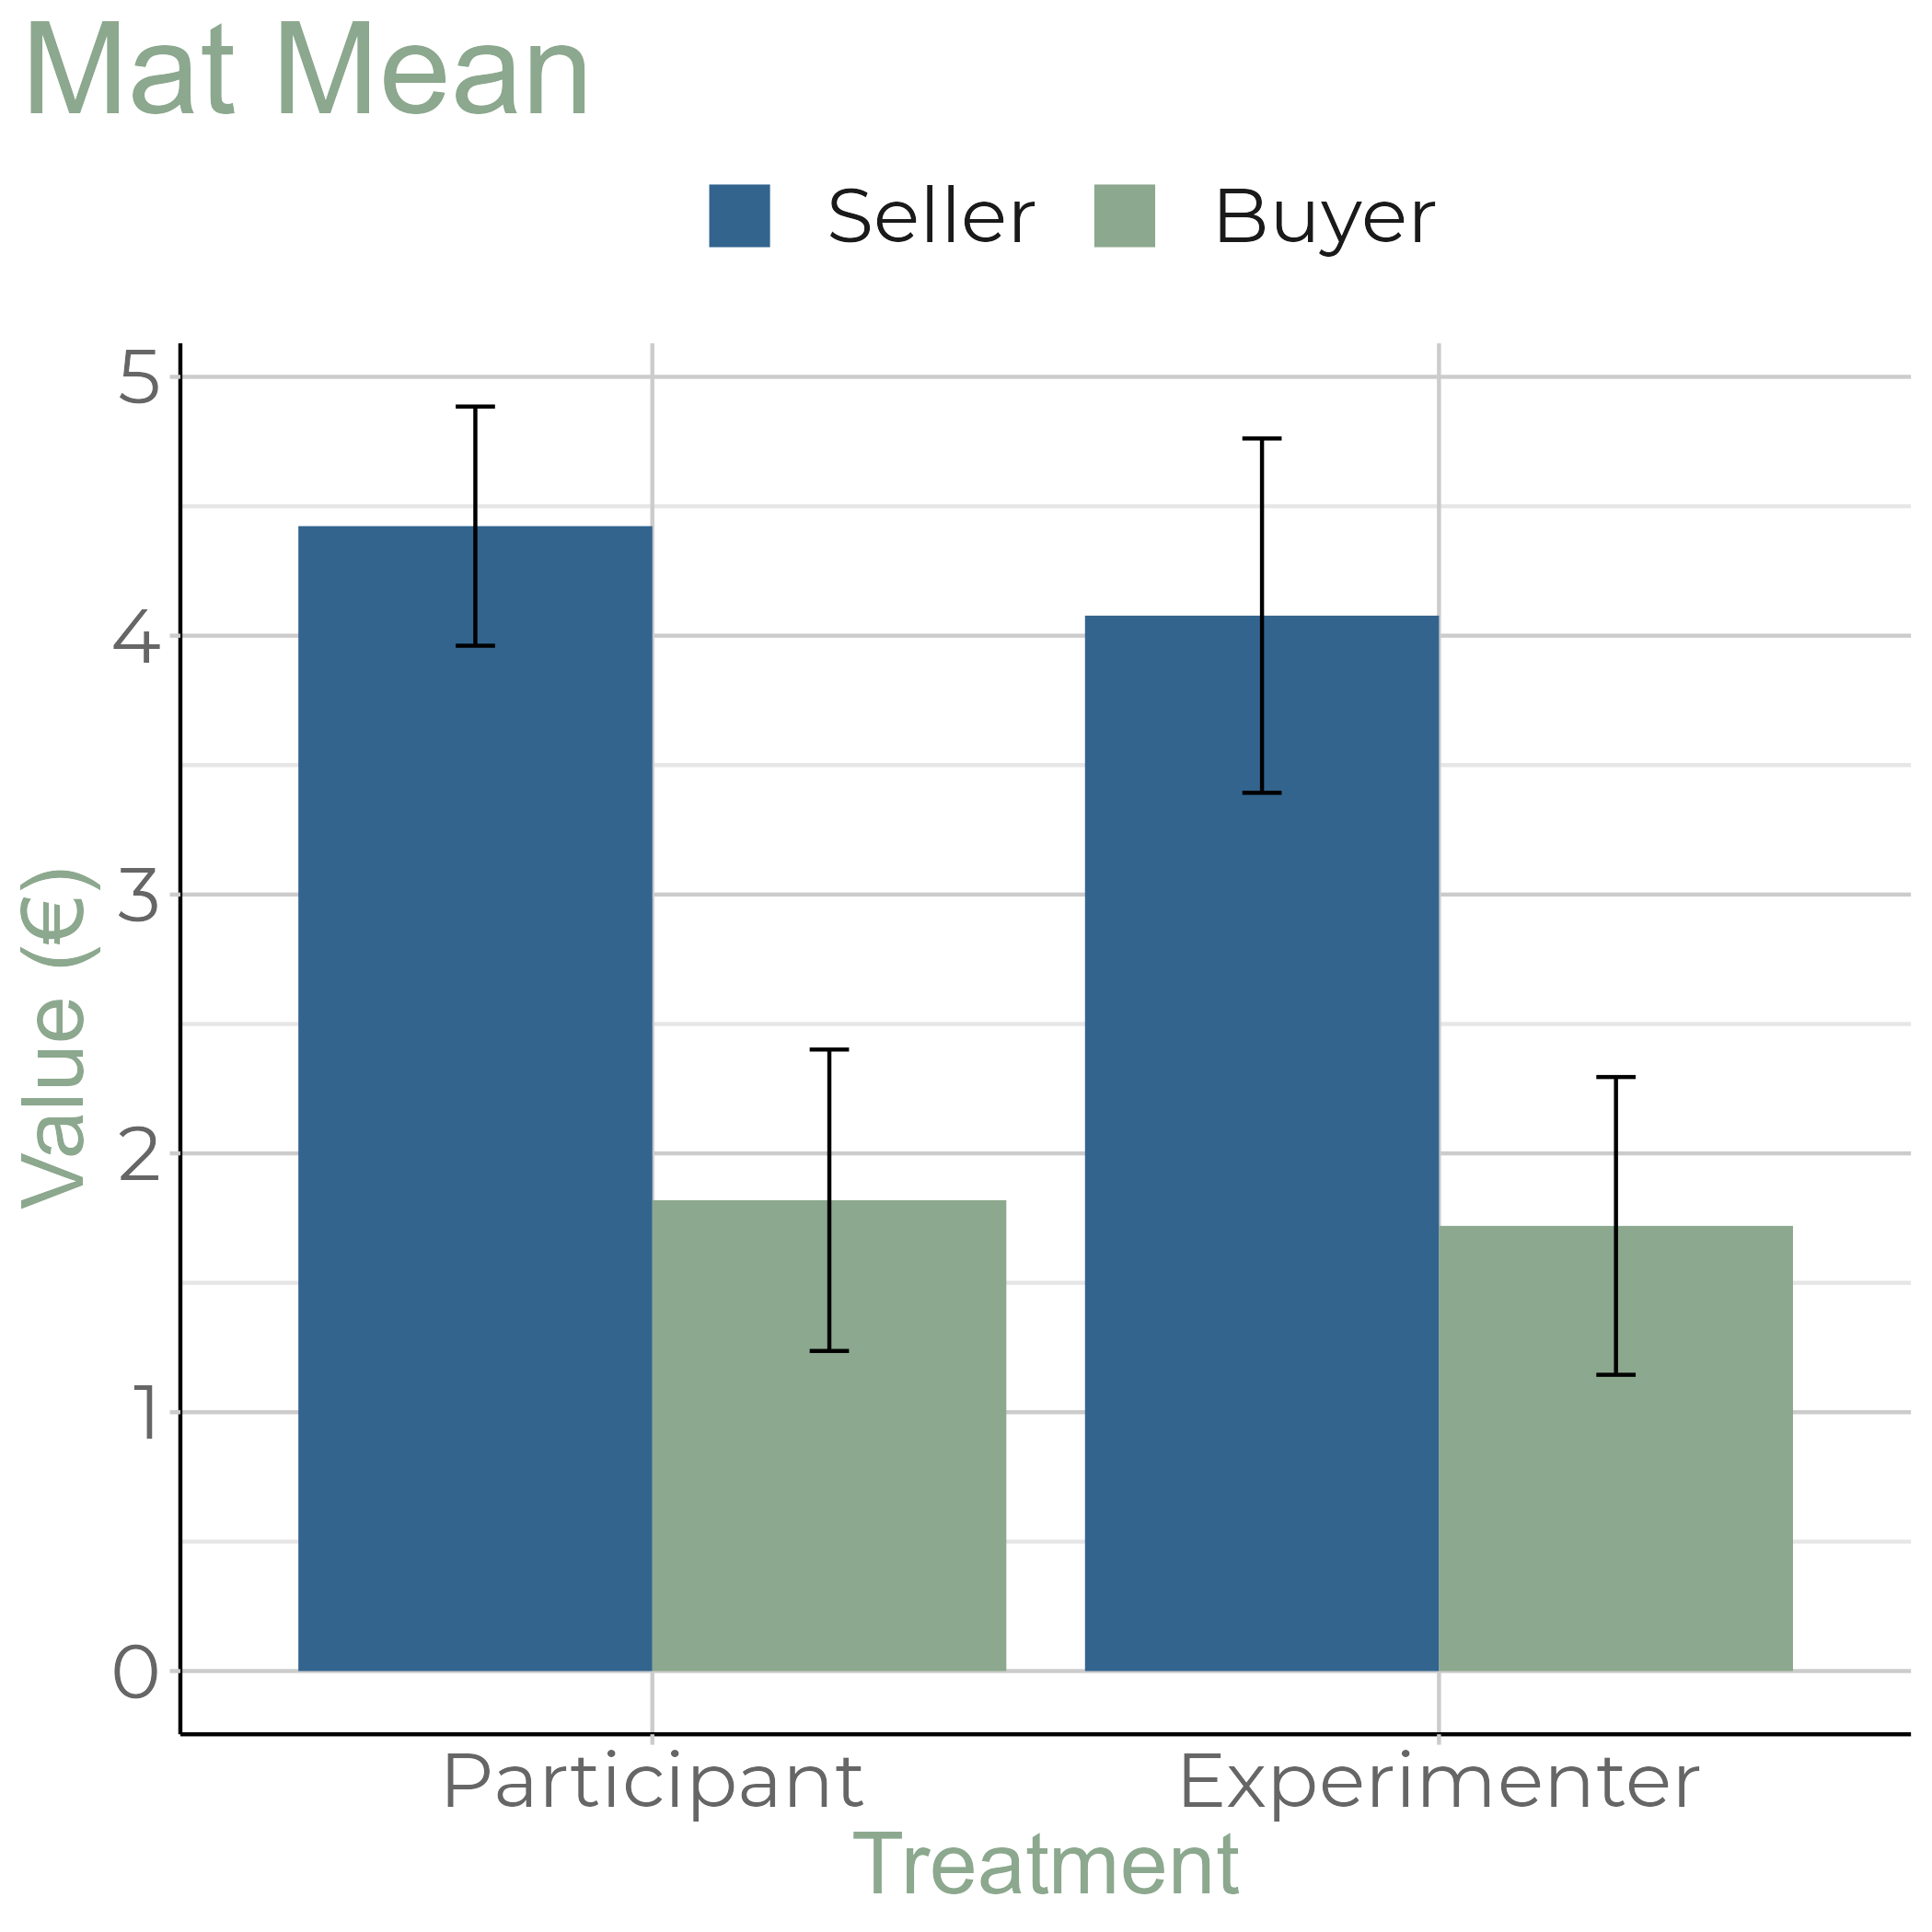 Mat Mean
Seller Buyer
5
4
3
2
1
0
Value (€)
Participant Experimenter
Treatment